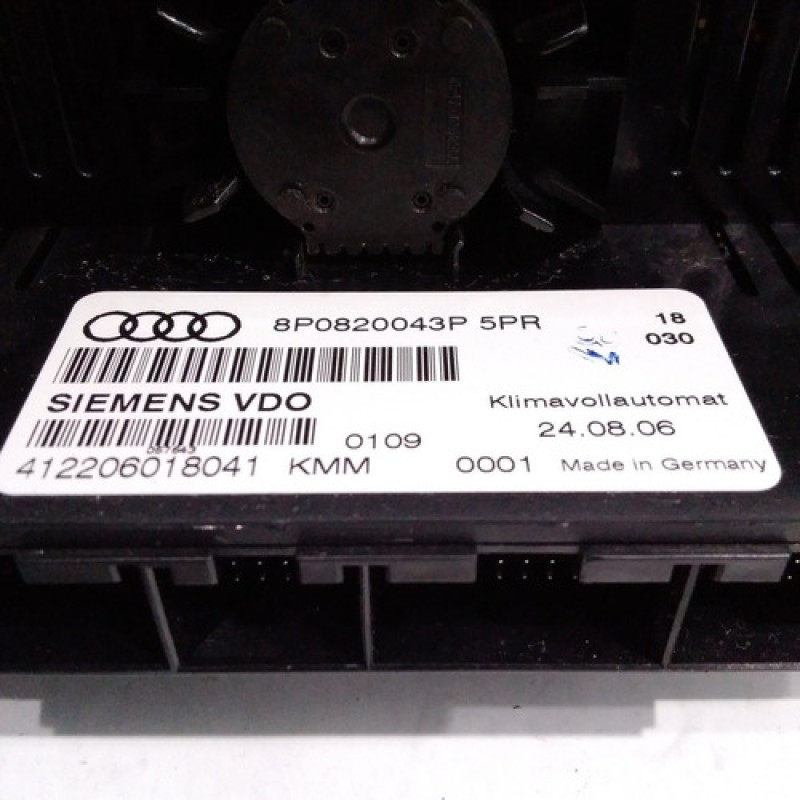 8P0820043P 5PR
18
030
SIEMENS VDO
Klimavollautomat
0109
24.08.06
412206018041 KMM
0001 Made in Germany